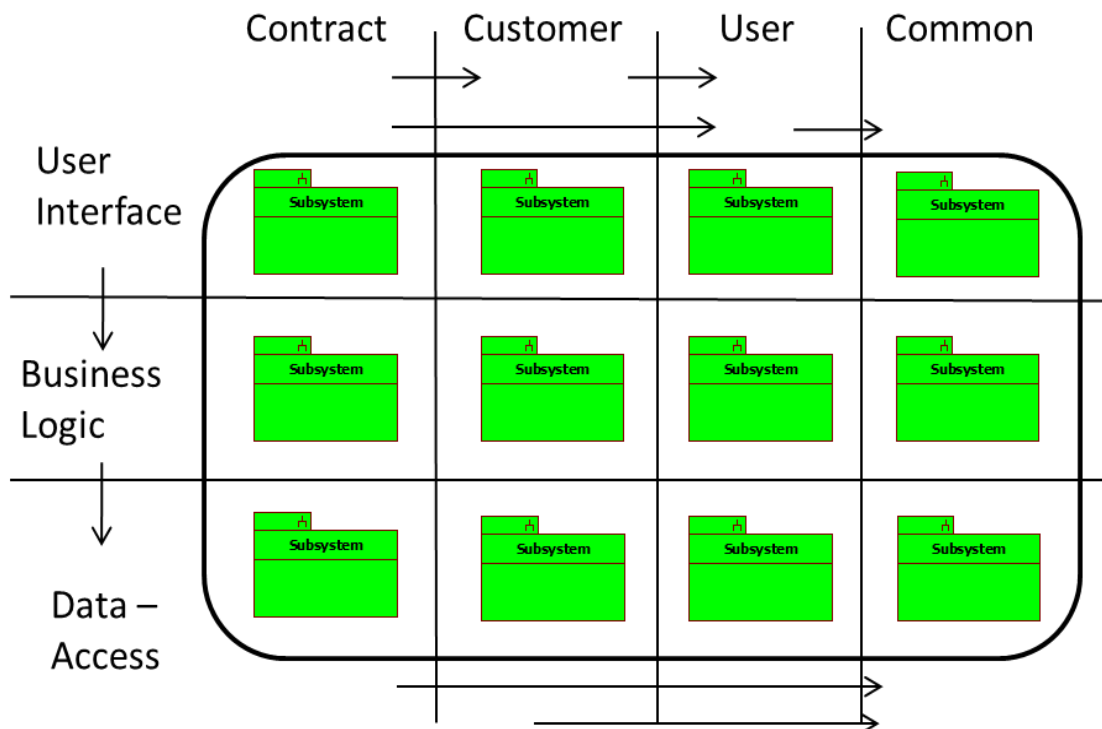 Contract
Customer
User
Common
User
Interface
Subsystem
Subsystem
Subsystem
Subsystem
Business
Logic
Subsystem
Subsystem
Subsystem
Subsystem
Data –
Access
Subsystem
Subsystem
Subsystem
Subsystem